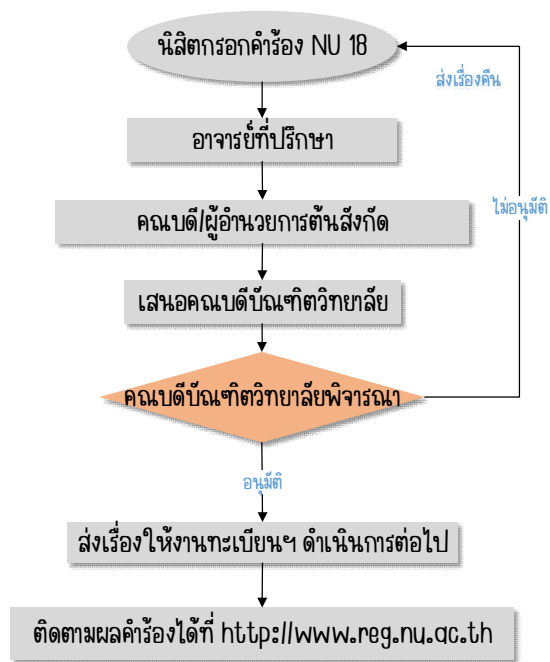 นิสิตกรอกคำร้อง NU 18
ส่งเรื่องคืน
อาจารย์ที่ปรึกษา
คณบดี/ผู้อำนวยการต้นสังกัด
ไม่อนุมัติ
เสนอคณบดีบัณฑิตวิทยาลัย
คณบดีบัณฑิตวิทยาลัยพิจารณา
อนุมัติ
ส่งเรื่องให้งานทะเบียนฯ ดำเนินการต่อไป
ติดตามผลคำร้องได้ที่ http://www.reg.nu.ac.th